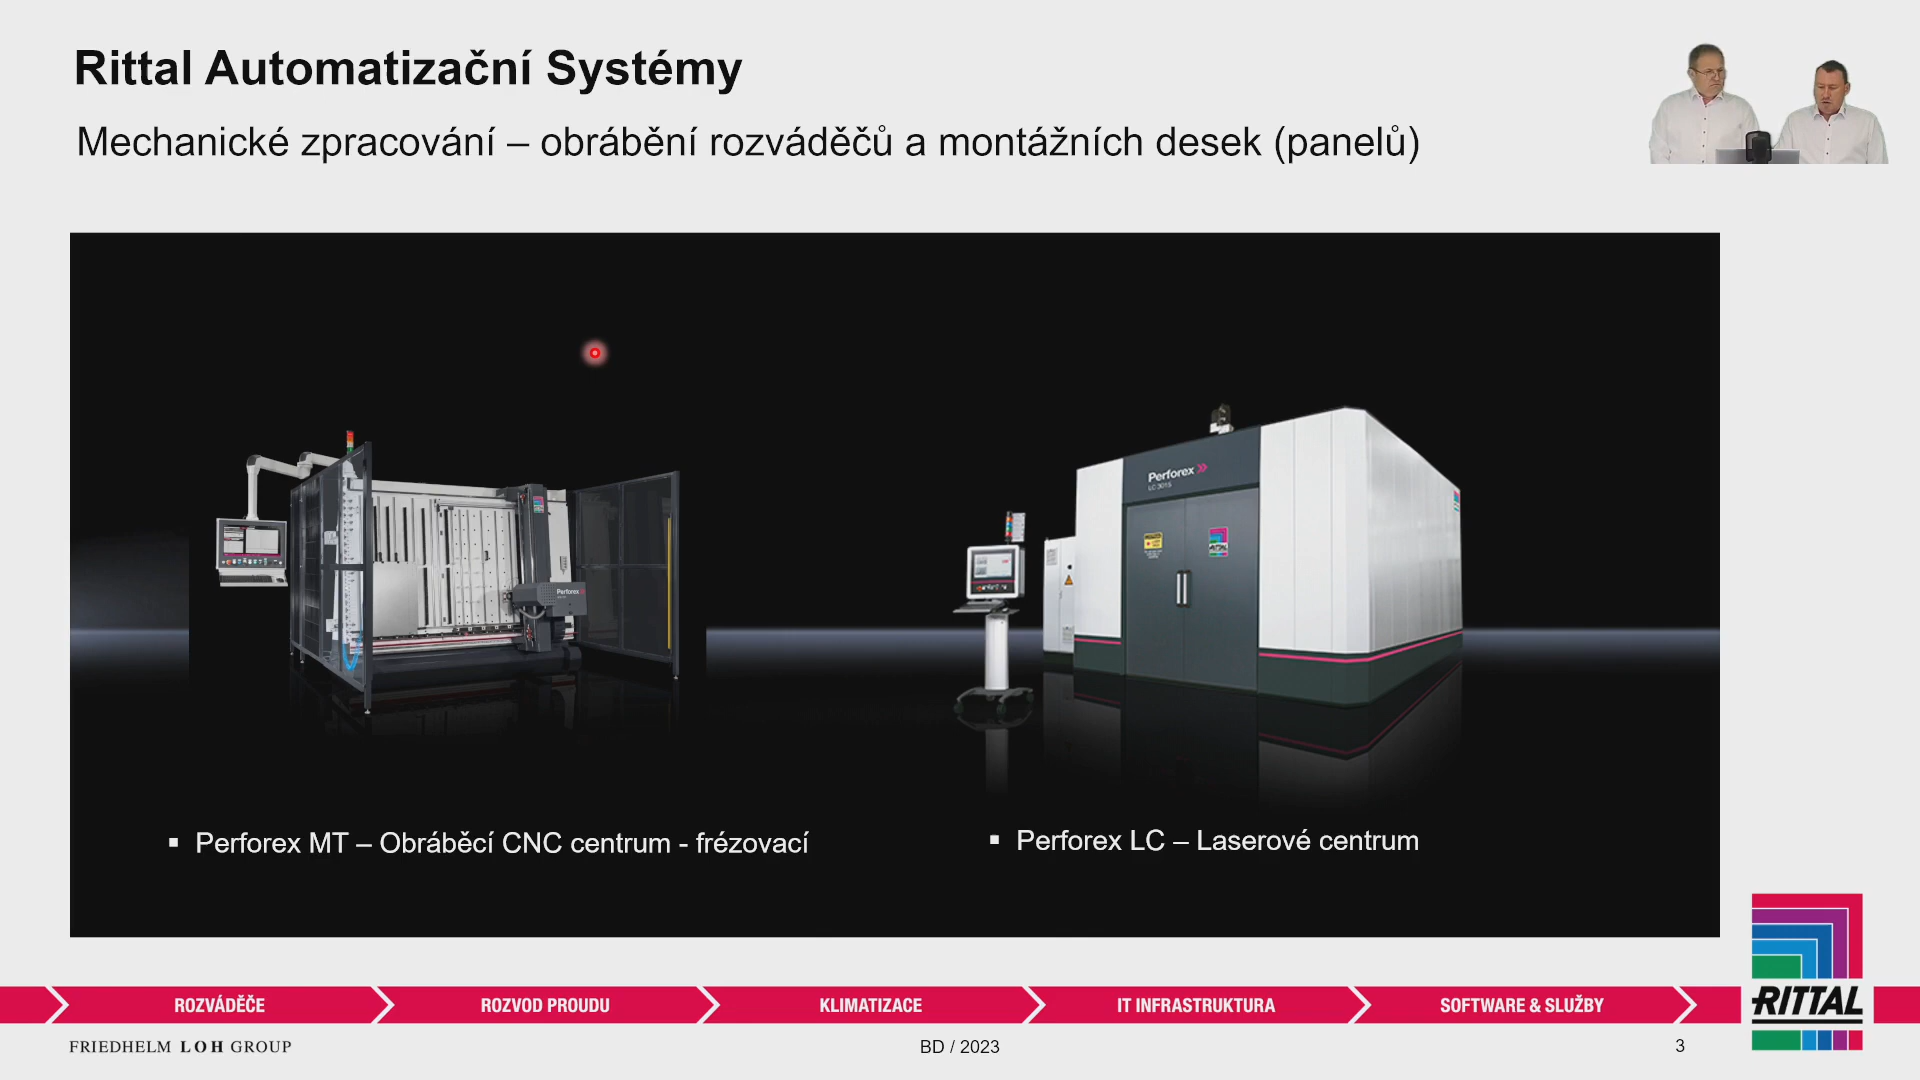 Rittal Automatizační Systémy
Mechanické zpracování – obrábění rozváděčů a montážních desek (panelů)
Perforex
LC 3015
Perforex
▪ Perforex MT – Obráběcí CNC centrum - frézovací
▪ Perforex LC – Laserové centrum
ROZVÁDĚČE
ROZVOD PROUDU
KLIMATIZACE
IT INFRASTRUKTURA
SOFTWARE & SLUŽBY
RITTAL
FRIEDHELM LOH GROUP
BD / 2023
3